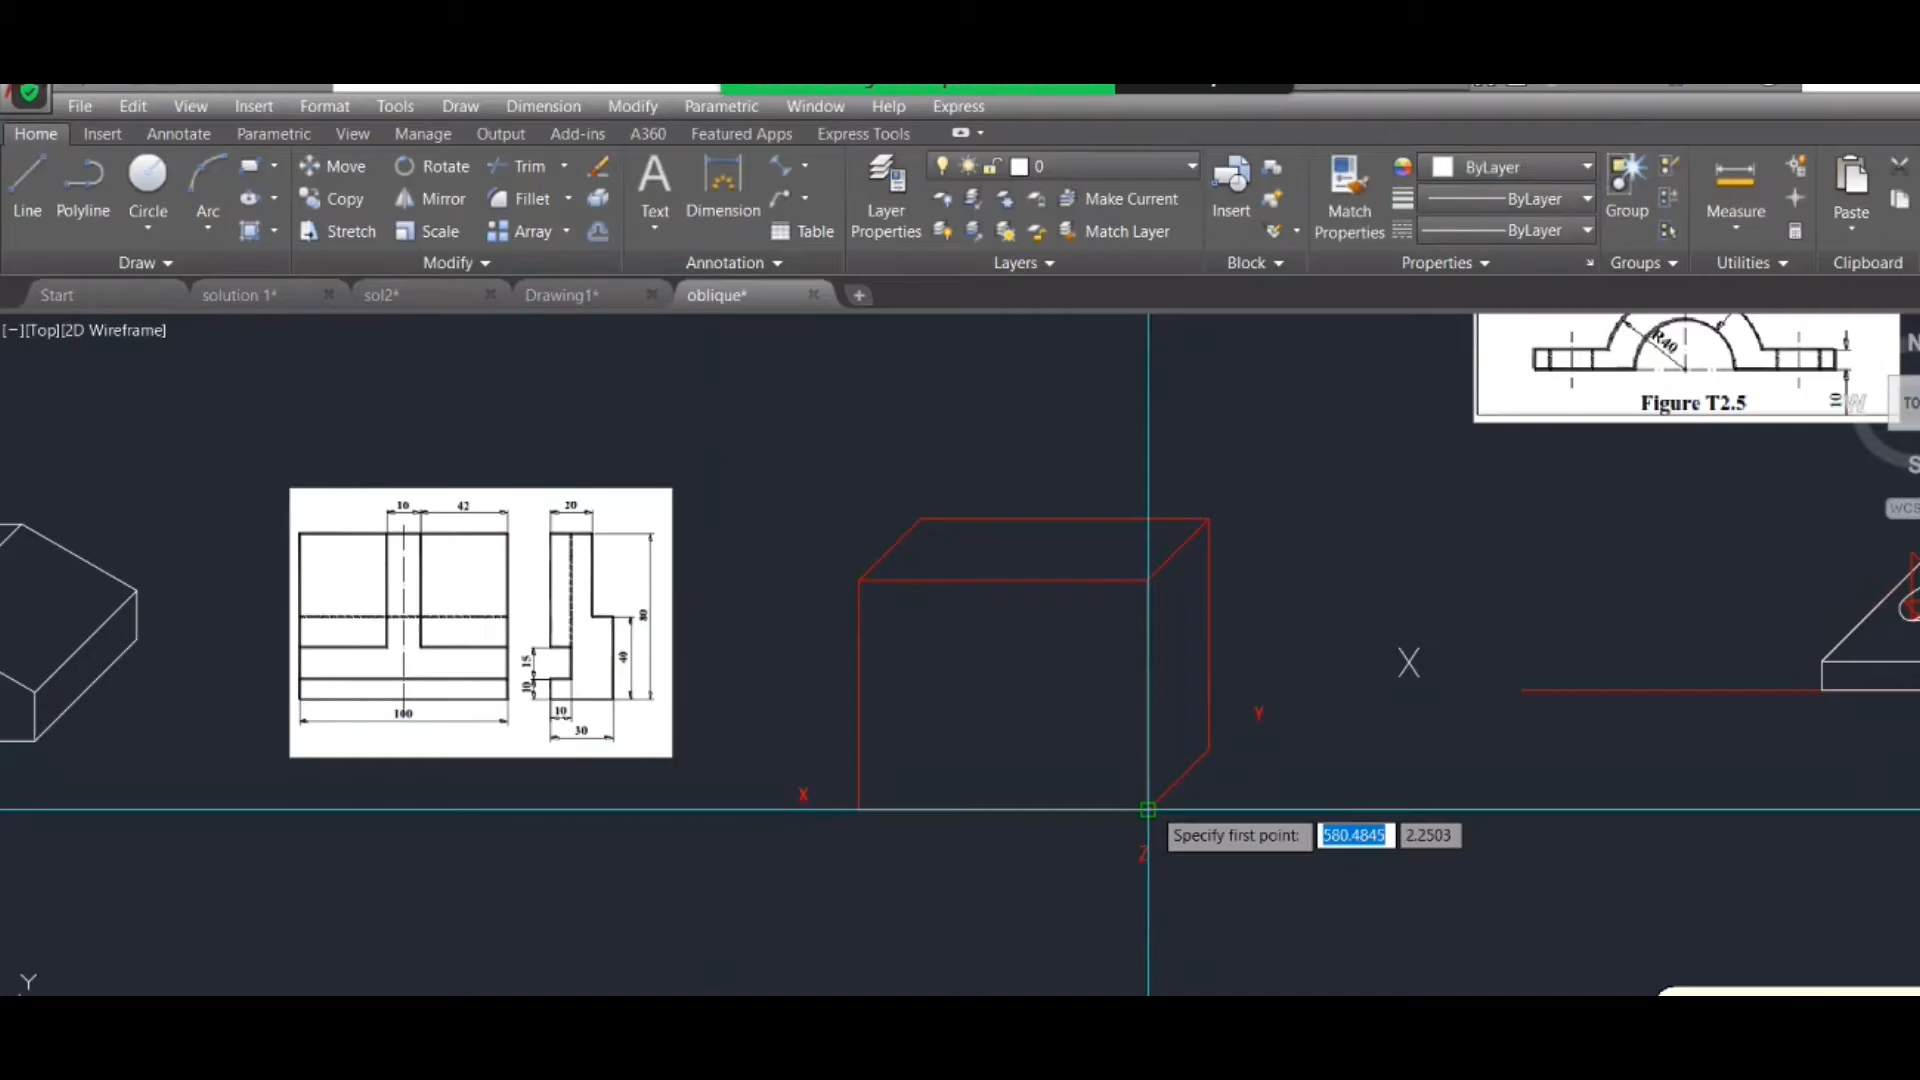 File Edit View Insert Format Tools Draw Dimension Modify Parametric Window Help Express
Home Insert Annotate Parametric View Manage Output Add-ins A360 Featured Apps Express Tools
Move Rotate Trim 0 ByLayer
Copy Mirror Fillet Make Current ByLayer
Line Polyline Circle Arc Text Dimension Layer Properties Insert Match Properties Group Measure Paste
Stretch Scale Array Table Match Layer ByLayer
Draw Modify Annotation Layers Block Properties Groups Utilities Clipboard
Start solution 1* sol2* Drawing1* oblique* +
[−][Top][2D Wireframe]
R40
Figure T2.5
10
W
S
WCS
42
20
80
40
15
10
100
10
30
X
Y
X
Z
Specify first point: 580.4845 2.2503
Y